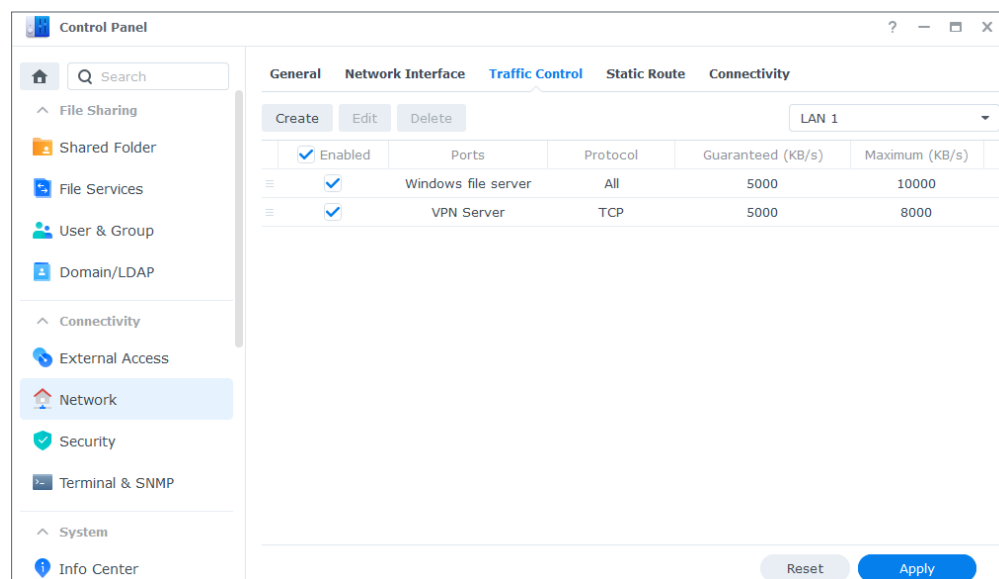 Control Panel
?
Search
File Sharing
Shared Folder
File Services
User & Group
Domain/LDAP
Connectivity
External Access
Network
Security
Terminal & SNMP
System
Info Center
General Network Interface Traffic Control Static Route Connectivity
Create Edit Delete LAN 1
Enabled Ports Protocol Guaranteed (KB/s) Maximum (KB/s)
Windows file server All 5000 10000
VPN Server TCP 5000 8000
Reset Apply